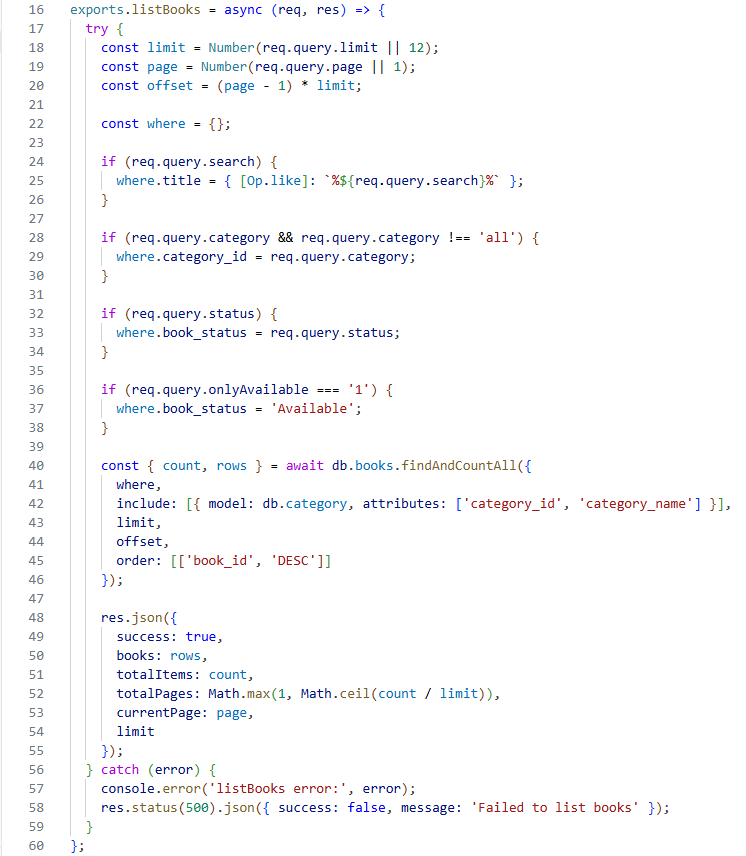 16 exports.listBooks = async (req, res) => {
17   try {
18     const limit = Number(req.query.limit || 12);
19     const page = Number(req.query.page || 1);
20     const offset = (page - 1) * limit;
21
22     const where = {};
23
24     if (req.query.search) {
25       where.title = { [Op.like]: `%${req.query.search}%` };
26     }
27
28     if (req.query.category && req.query.category !== 'all') {
29       where.category_id = req.query.category;
30     }
31
32     if (req.query.status) {
33       where.book_status = req.query.status;
34     }
35
36     if (req.query.onlyAvailable === '1') {
37       where.book_status = 'Available';
38     }
39
40     const { count, rows } = await db.books.findAndCountAll({
41       where,
42       include: [{ model: db.category, attributes: ['category_id', 'category_name'] }],
43       limit,
44       offset,
45       order: [['book_id', 'DESC']]
46     });
47
48     res.json({
49       success: true,
50       books: rows,
51       totalItems: count,
52       totalPages: Math.max(1, Math.ceil(count / limit)),
53       currentPage: page,
54       limit
55     });
56   } catch (error) {
57     console.error('listBooks error:', error);
58     res.status(500).json({ success: false, message: 'Failed to list books' });
59   }
60 };